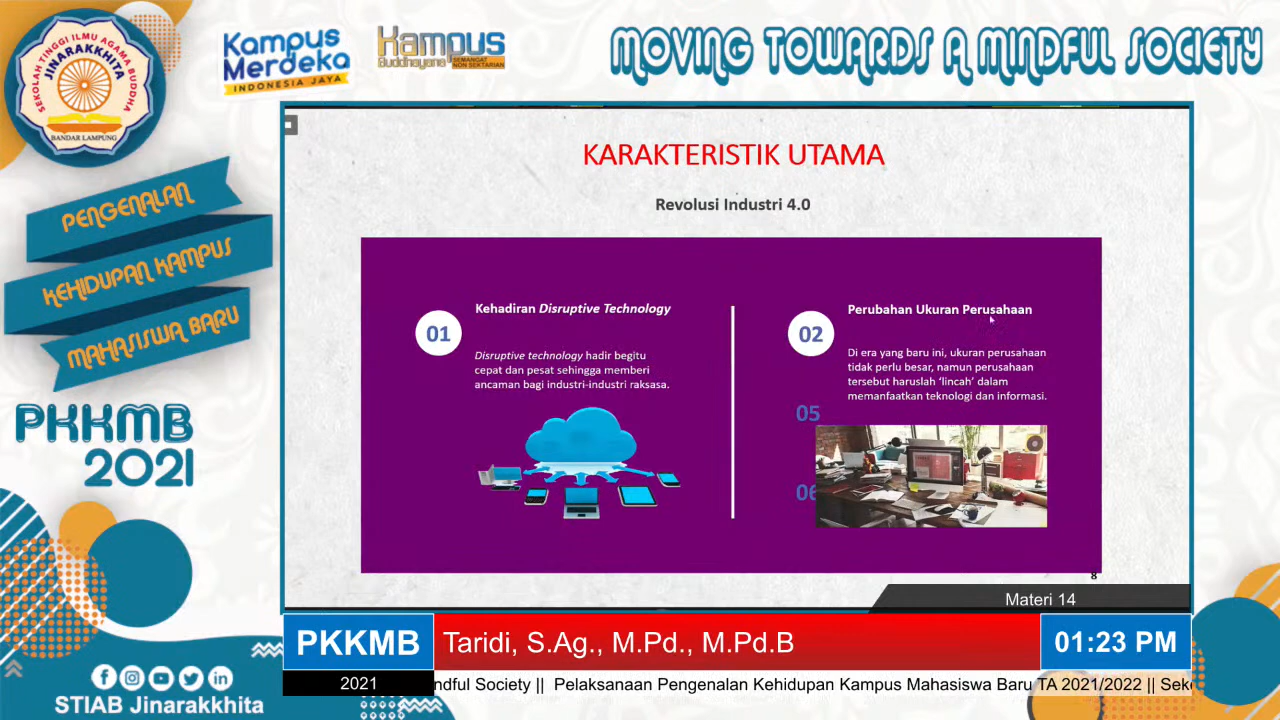 SEKOLAH TINGGI ILMU AGAMA BUDDHA
JINARAKKHITA
BANDAR LAMPUNG
Kampus
Merdeka
INDONESIA JAYA
Kampus
Buddhayana
SEMANGAT
NON SEKTARIAN
MOVING TOWARDS A MINDFUL SOCIETY
PENGENALAN
KEHIDUPAN KAMPUS
MAHASISWA BARU
PKKMB
2021
KARAKTERISTIK UTAMA
Revolusi Industri 4.0
01
Kehadiran Disruptive Technology
Disruptive technology hadir begitu
cepat dan pesat sehingga memberi
ancaman bagi industri-industri raksasa.
02
Perubahan Ukuran Perusahaan
Di era yang baru ini, ukuran perusahaan
tidak perlu besar, namun perusahaan
tersebut haruslah ‘lincah’ dalam
memanfaatkan teknologi dan informasi.
05
06
8
Materi 14
PKKMB
Taridi, S.Ag., M.Pd., M.Pd.B
01:23 PM
2021
ndful Society || Pelaksanaan Pengenalan Kehidupan Kampus Mahasiswa Baru TA 2021/2022 || Sek
STIAB Jinarakkhita